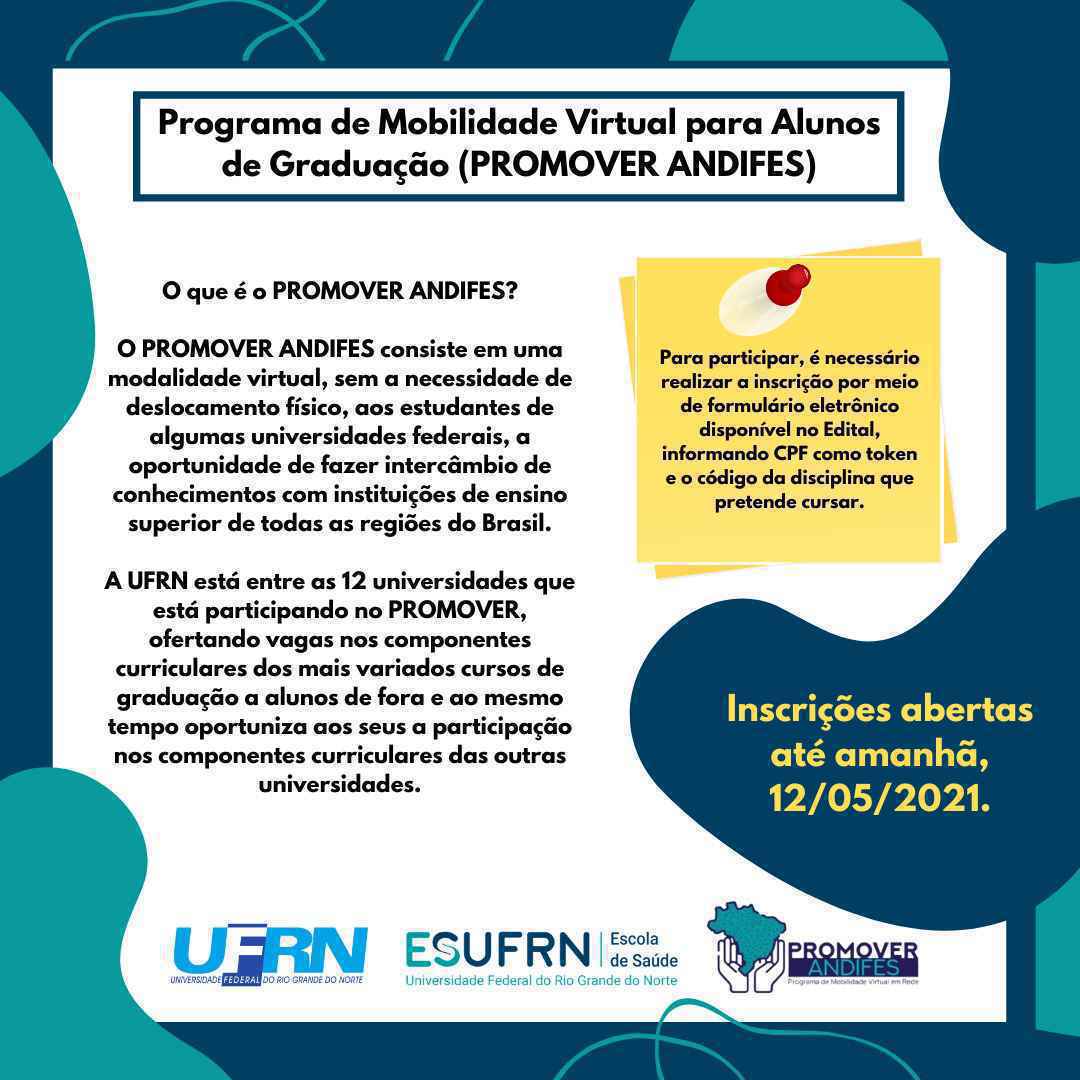 Programa de Mobilidade Virtual para Alunos
de Graduação (PROMOVER ANDIFES)
O que é o PROMOVER ANDIFES?
O PROMOVER ANDIFES consiste em uma
modalidade virtual, sem a necessidade de
deslocamento físico, aos estudantes de
algumas universidades federais, a
oportunidade de fazer intercâmbio de
conhecimentos com instituições de ensino
superior de todas as regiões do Brasil.
A UFRN está entre as 12 universidades que
está participando no PROMOVER,
ofertando vagas nos componentes
curriculares dos mais variados cursos de
graduação a alunos de fora e ao mesmo
tempo oportuniza aos seus a participação
nos componentes curriculares das outras
universidades.
Para participar, é necessário
realizar a inscrição por meio
de formulário eletrônico
disponível no Edital,
informando CPF como token
e o código da disciplina que
pretende cursar.
Inscrições abertas
até amanhã,
12/05/2021.
UFRN
UNIVERSIDADE FEDERAL DO RIO GRANDE DO NORTE
ESUFRN
Escola
de Saúde
Universidade Federal do Rio Grande do Norte
PROMOVER
ANDIFES
Programa de Mobilidade Virtual em Rede